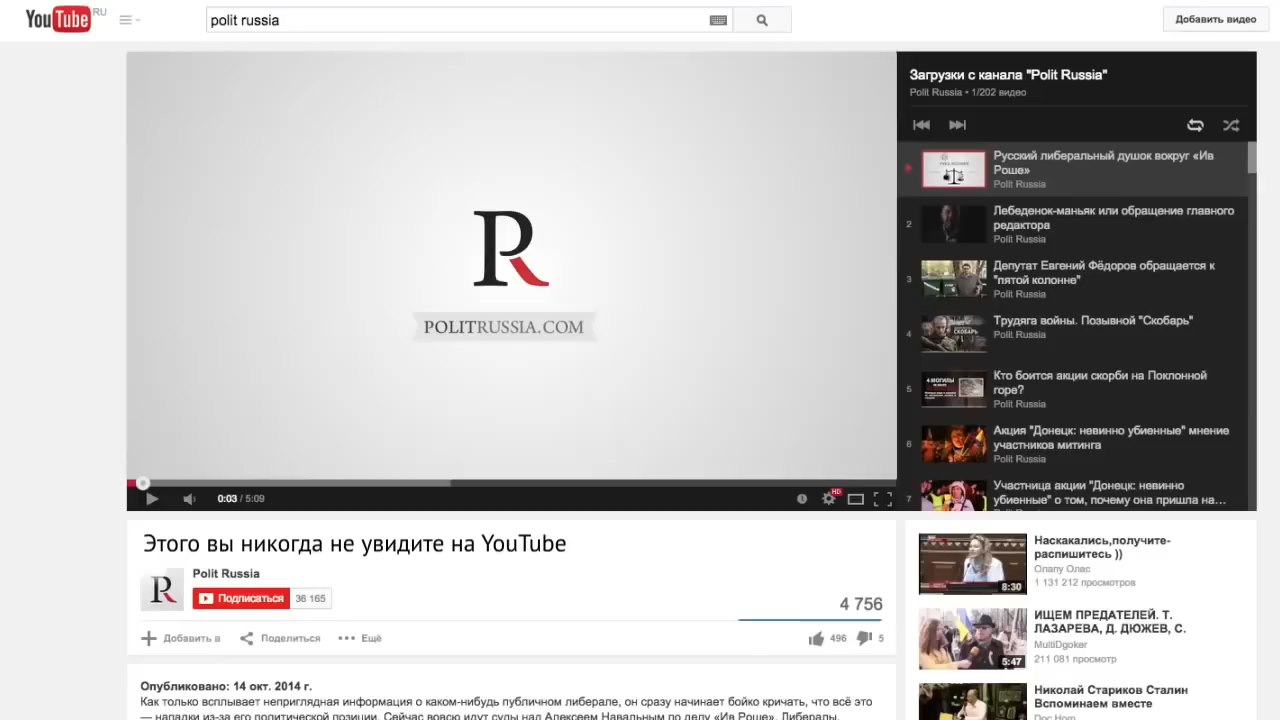 YouTube RU
polit russia
Добавить видео
R
POLITRUSSIA.COM
0:03 / 5:09
HD
Загрузки с канала "Polit Russia"
Polit Russia • 1/202 видео
Русский либеральный душок вокруг «Ив
Роше»
Polit Russia
2
Лебеденок-маньяк или обращение главного
редактора
Polit Russia
3
Депутат Евгений Фёдоров обращается к
"пятой колонне"
Polit Russia
4
Трудяга войны. Позывной "Скобарь"
Polit Russia
5
Кто боится акции скорби на Поклонной
горе?
Polit Russia
6
Акция "Донецк: невинно убиенные" мнение
участников митинга
Polit Russia
7
Участница акции "Донецк: невинно
убиенные" о том, почему она пришла на...
Этого вы никогда не увидите на YouTube
R
Polit Russia
Подписаться 36 165
4 756
Добавить в Поделиться Ещё
496 5
Опубликовано: 14 окт. 2014 г.
Как только всплывает неприглядная информация о каком-нибудь публичном либерале, он сразу начинает бойко кричать, что всё это
— нападки из-за его политической позиции. Сейчас вовсю идут суды над Алексеем Навальным по делу «Ив Роше». Либералы,
8:30
Наскакались,получите-
распишитесь ))
Олапу Олас
1 131 212 просмотров
5:47
ИЩЕМ ПРЕДАТЕЛЕЙ. Т.
ЛАЗАРЕВА, Д. ДЮЖЕВ, С.
MultiDgoker
211 081 просмотр
Николай Стариков Сталин
Вспоминаем вместе
Doc Horn